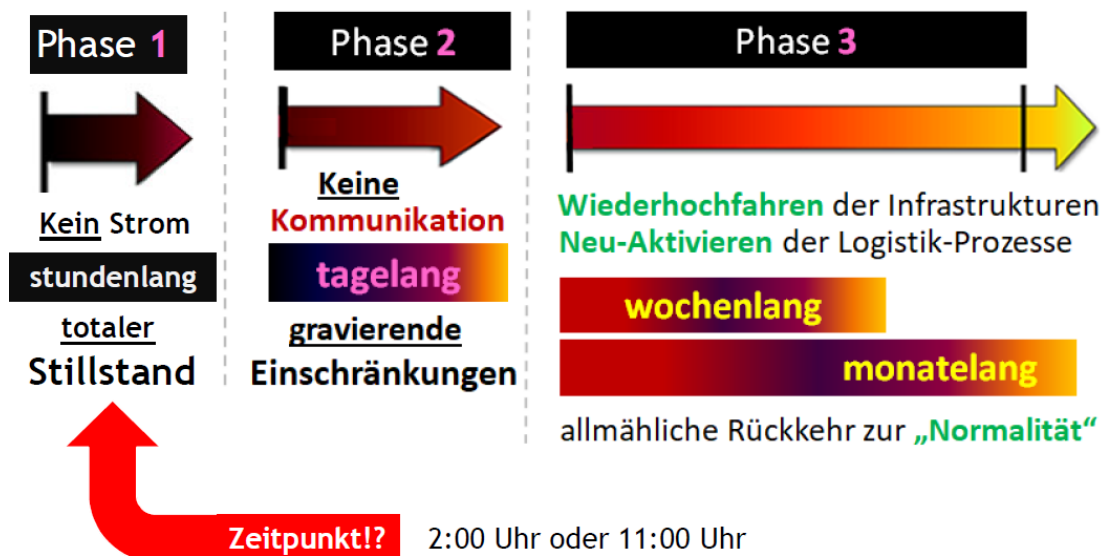 Phase 1
Kein Strom
stundenlang
totaler
Stillstand
Phase 2
Keine
Kommunikation
tagelang
gravierende
Einschränkungen
Phase 3
Wiederhochfahren der Infrastrukturen
Neu-Aktivieren der Logistik-Prozesse
wochenlang
monatelang
allmähliche Rückkehr zur „Normalität“
Zeitpunkt!? 2:00 Uhr oder 11:00 Uhr